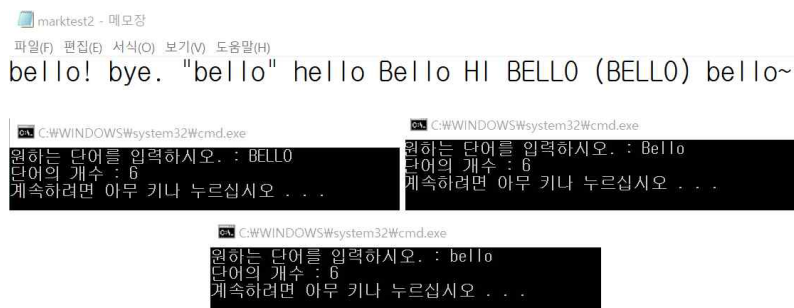 marktest2 - 메모장
파일(F) 편집(E) 서식(O) 보기(V) 도움말(H)
bello! bye. "bello" hello Bello HI BELLO (BELLO) bello~
C:₩WINDOWS₩system32₩cmd.exe
원하는 단어를 입력하시오. : BELLO
단어의 개수 : 6
계속하려면 아무 키나 누르십시오 . . .
C:₩WINDOWS₩system32₩cmd.exe
원하는 단어를 입력하시오. : Bello
단어의 개수 : 6
계속하려면 아무 키나 누르십시오 . . .
C:₩WINDOWS₩system32₩cmd.exe
원하는 단어를 입력하시오. : bello
단어의 개수 : 6
계속하려면 아무 키나 누르십시오 . . .